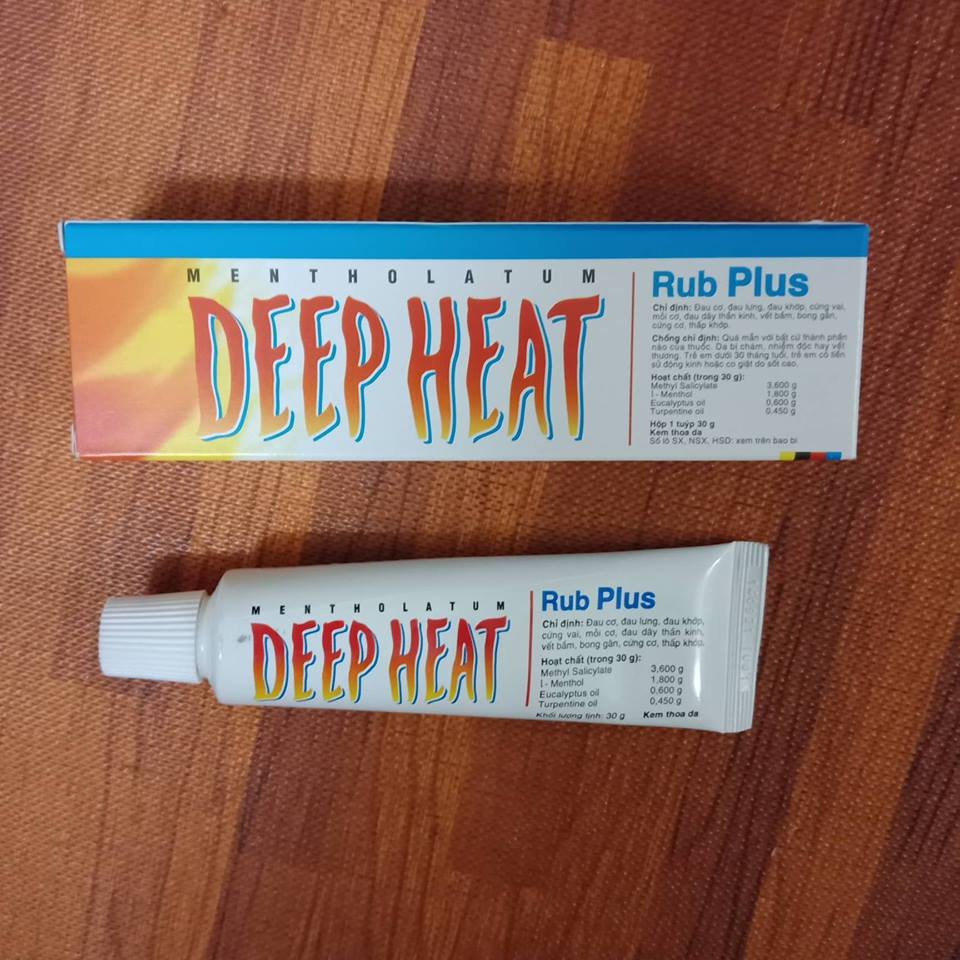 MENTHOLATUM
DEEP HEAT
Rub Plus
Chỉ định: Đau cơ, đau lưng, đau khớp, cứng vai,
mỏi cơ, đau dây thần kinh, vết bầm, bong gân,
cứng cơ, thấp khớp.
Chống chỉ định: Quá mẫn với bất cứ thành phần
nào của thuốc. Da bị chàm, nhiễm độc hay vết
thương. Trẻ em dưới 30 tháng tuổi, trẻ em có tiền
sử động kinh hoặc co giật do sốt cao.
Hoạt chất (trong 30 g):
Methyl Salicylate 3,600 g
l - Menthol 1,800 g
Eucalyptus oil 0,600 g
Turpentine oil 0,450 g
Hộp 1 tuýp 30 g
Kem thoa da
Số lô SX, NSX, HSD: xem trên bao bì
MENTHOLATUM
DEEP HEAT
Rub Plus
Chỉ định: Đau cơ, đau lưng, đau khớp,
cứng vai, mỏi cơ, đau dây thần kinh,
vết bầm, bong gân, cứng cơ, thấp khớp.
Hoạt chất (trong 30 g):
Methyl Salicylate 3,600 g
l - Menthol 1,800 g
Eucalyptus oil 0,600 g
Turpentine oil 0,450 g
Khối lượng tịnh: 30 g Kem thoa da